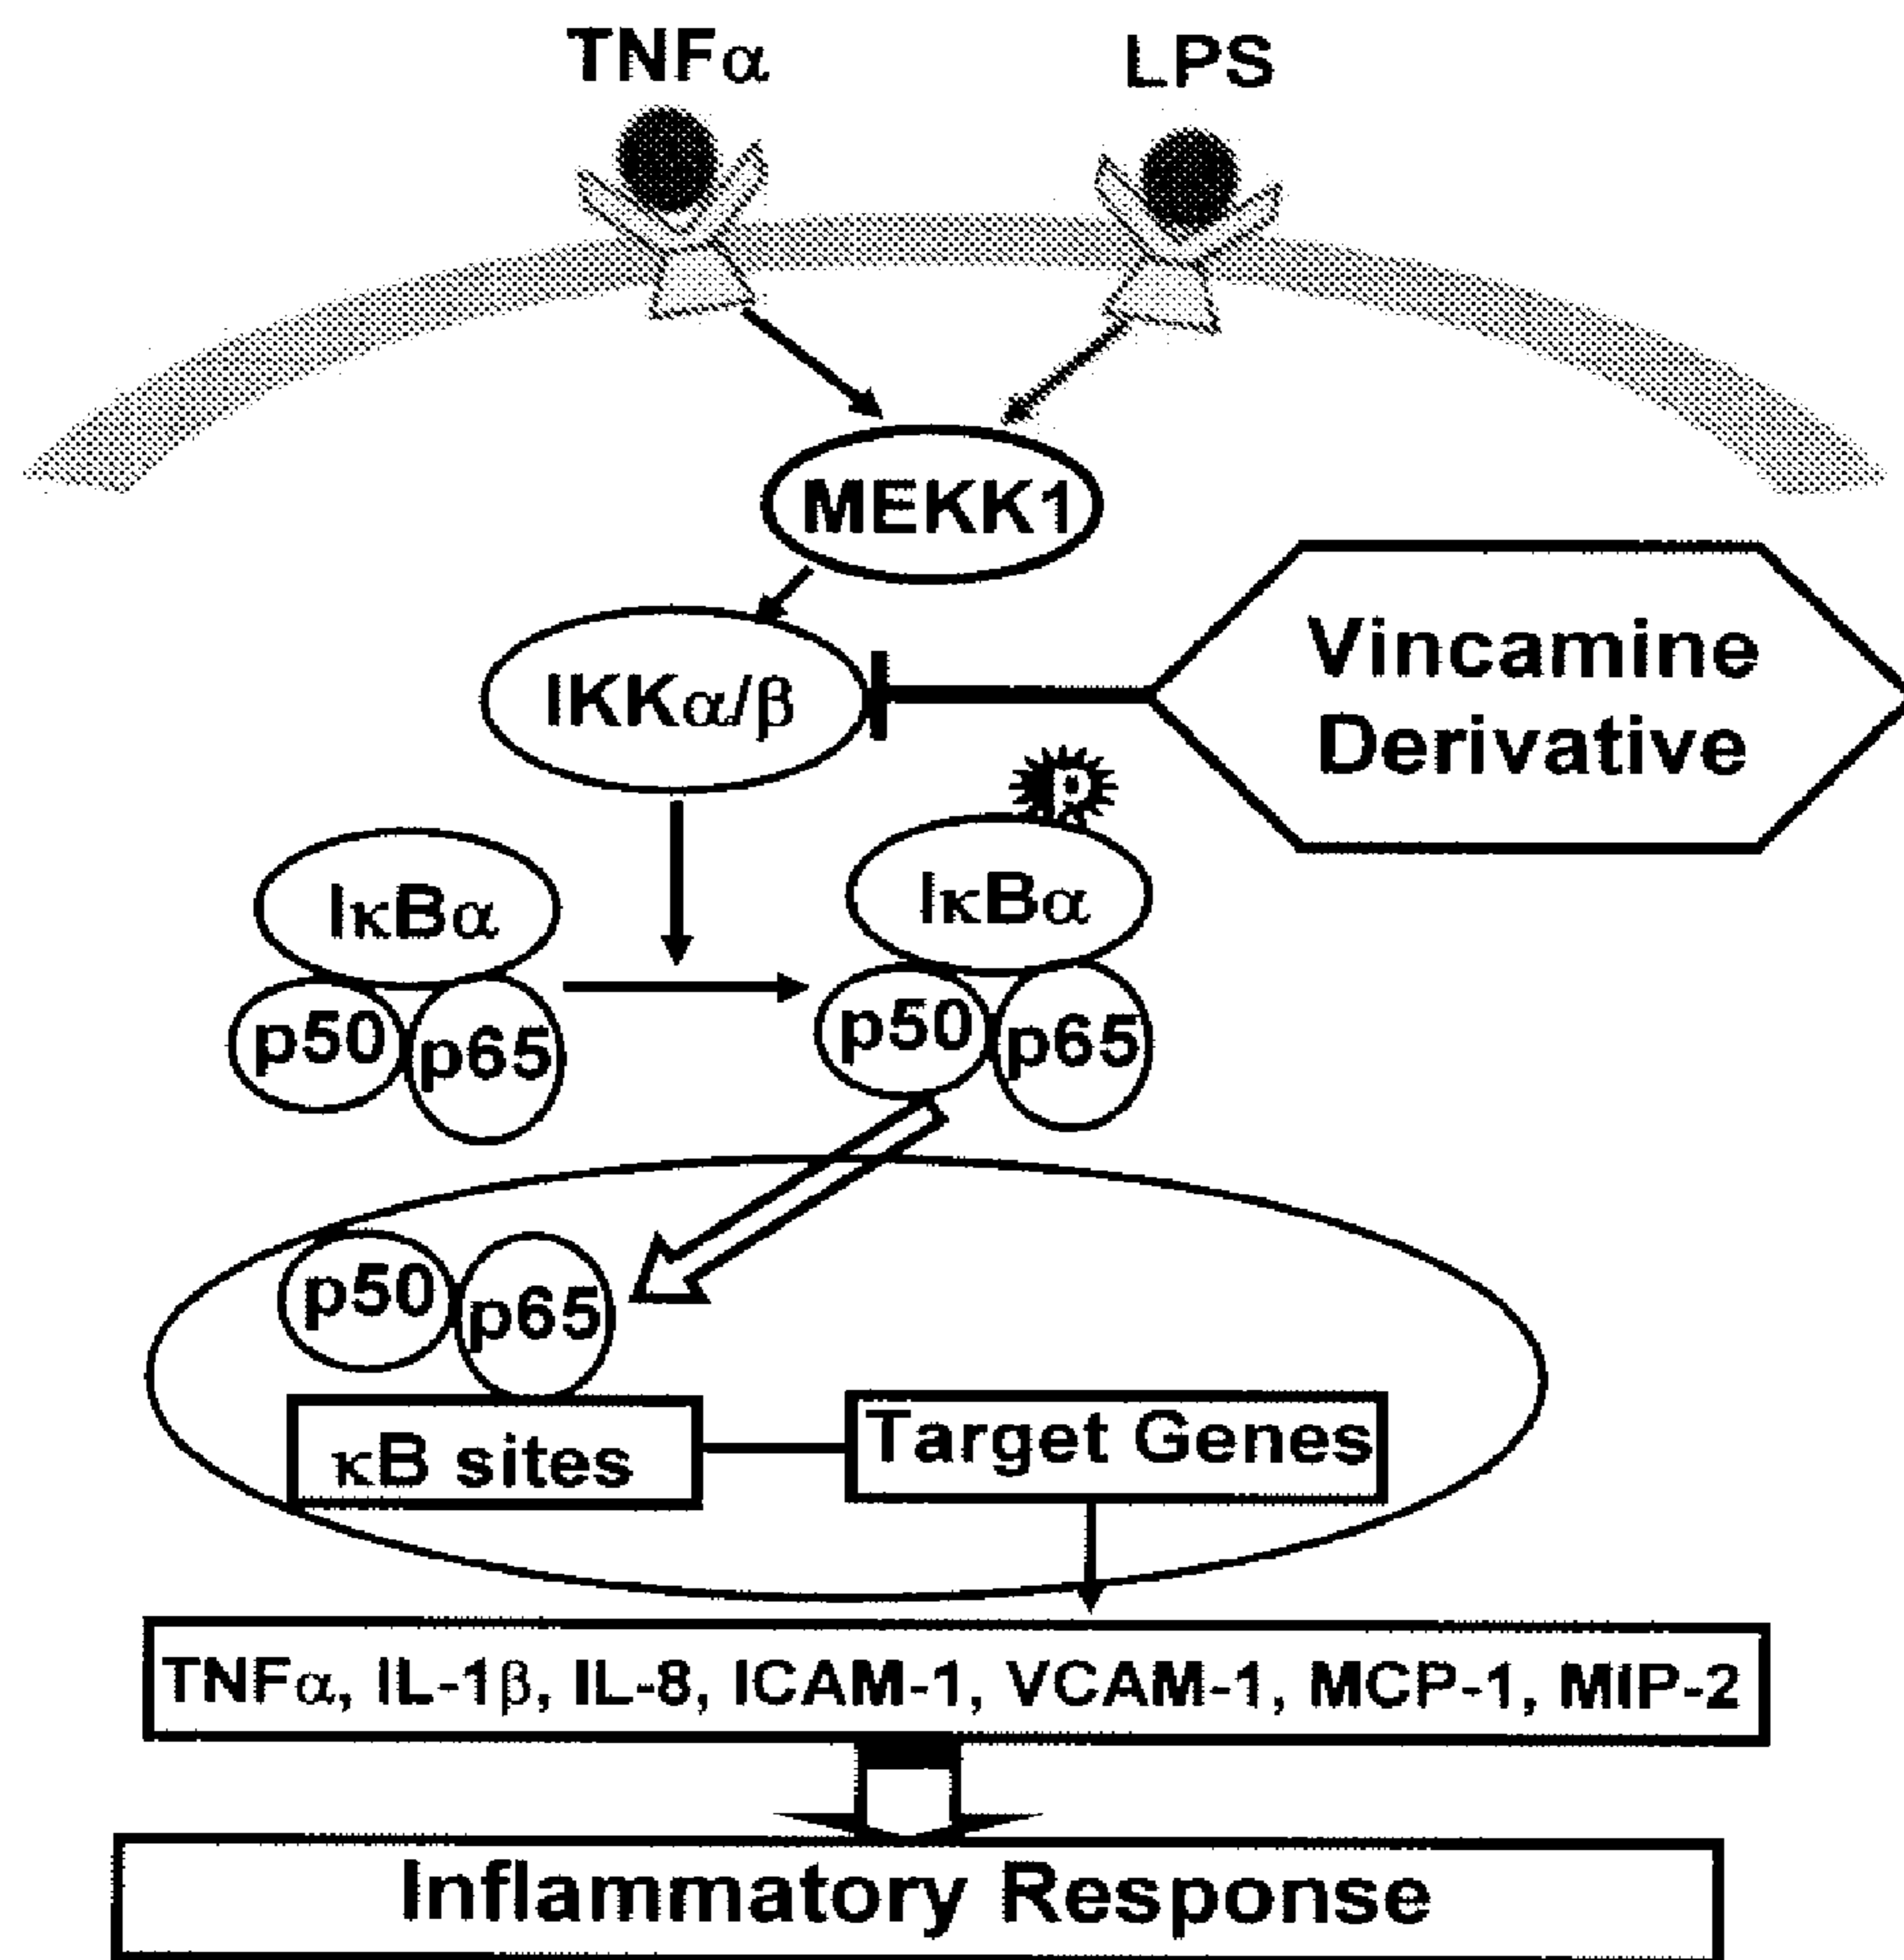 TNFα
LPS
MEKK1
IKKα/β
Vincamine
Derivative
P
IκBα
p50
p65
IκBα
p50
p65
p50
p65
κB sites
Target Genes
TNFα, IL-1β, IL-8, ICAM-1, VCAM-1, MCP-1, MIP-2
Inflammatory Response